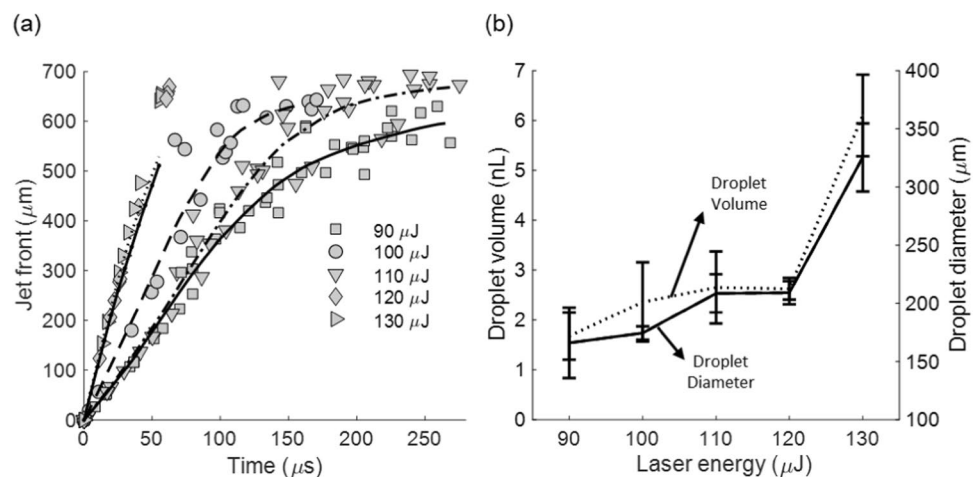 (a)
(b)
700
600
500
400
300
200
100
0
Jet front (μm)
0
50
100
150
200
250
Time (μs)
90 μJ
100 μJ
110 μJ
120 μJ
130 μJ
7
6
5
4
3
2
1
0
Droplet volume (nL)
Droplet
Volume
Droplet
Diameter
400
350
300
250
200
150
100
Droplet diameter (μm)
90
100
110
120
130
Laser energy (μJ)